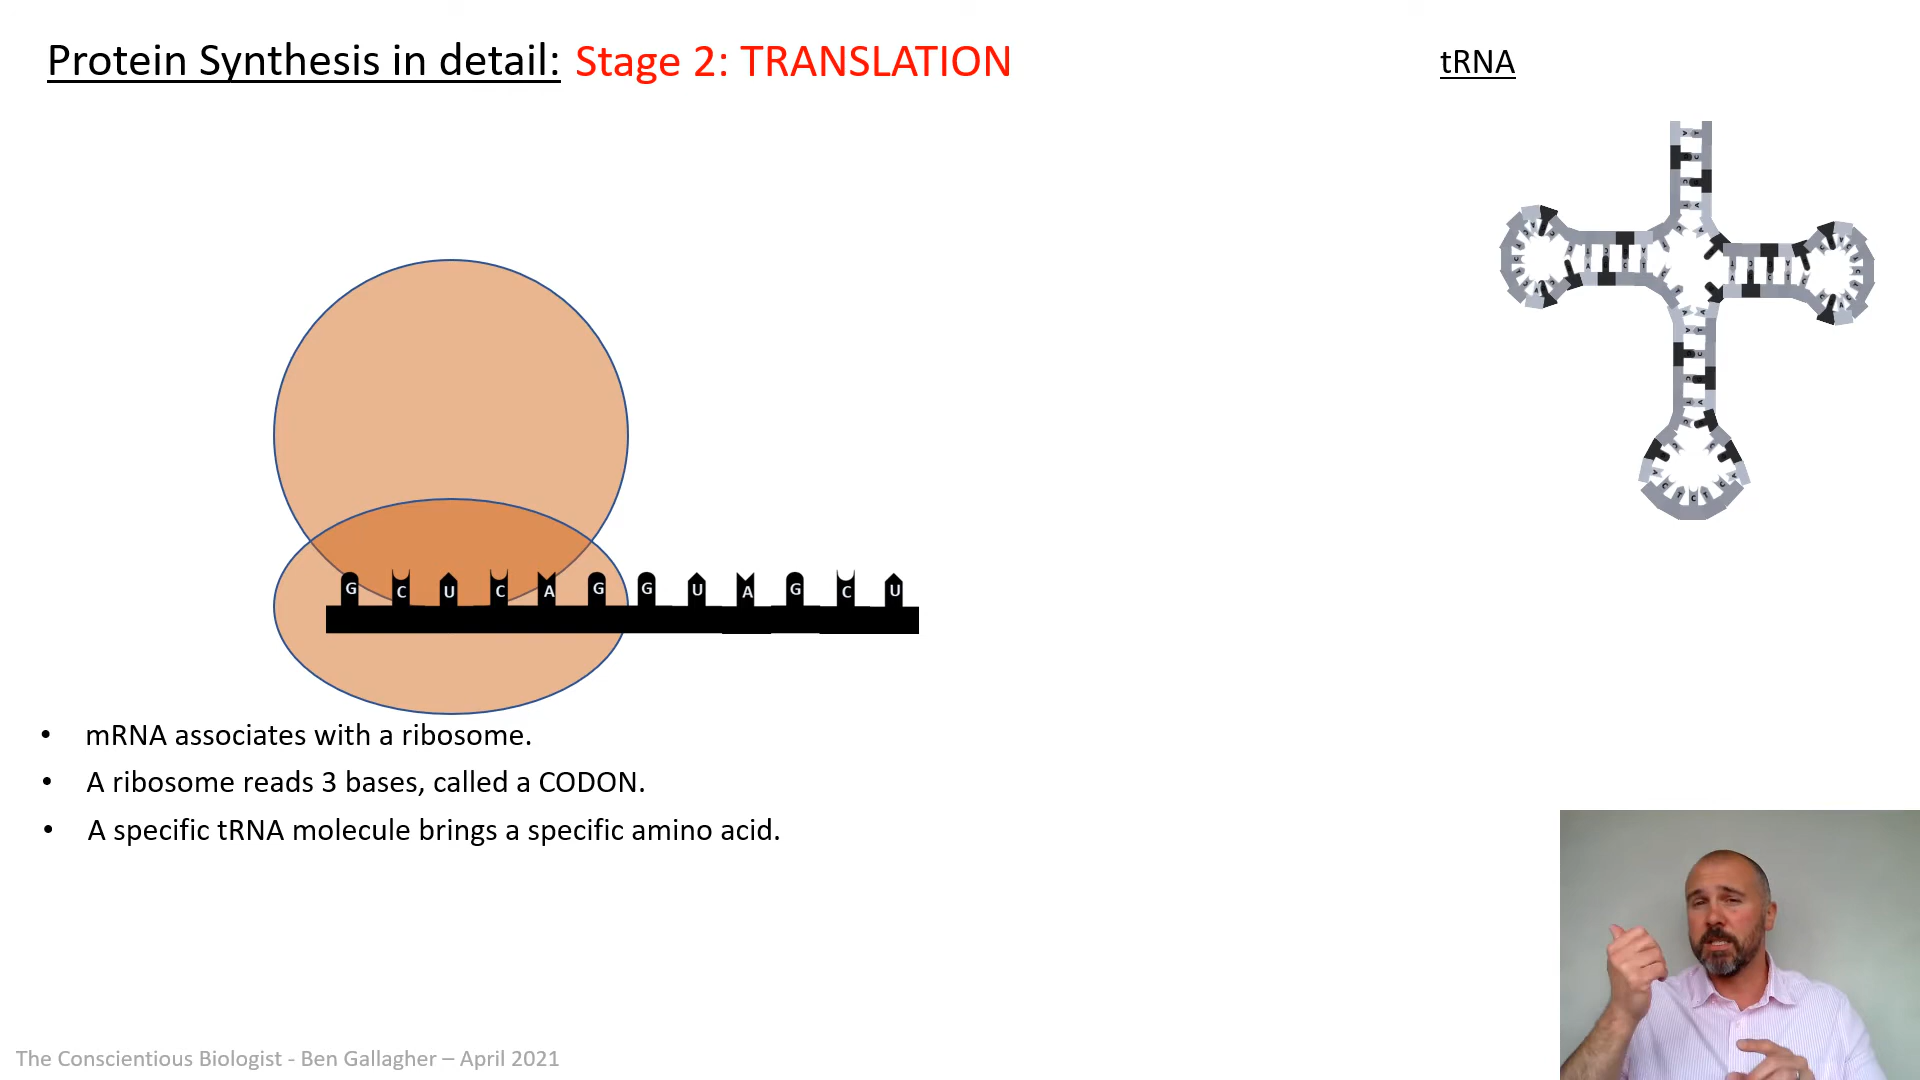 Protein Synthesis in detail: Stage 2: TRANSLATION
tRNA
G C U C A G G U A G C U
• mRNA associates with a ribosome.
• A ribosome reads 3 bases, called a CODON.
• A specific tRNA molecule brings a specific amino acid.
The Conscientious Biologist - Ben Gallagher – April 2021